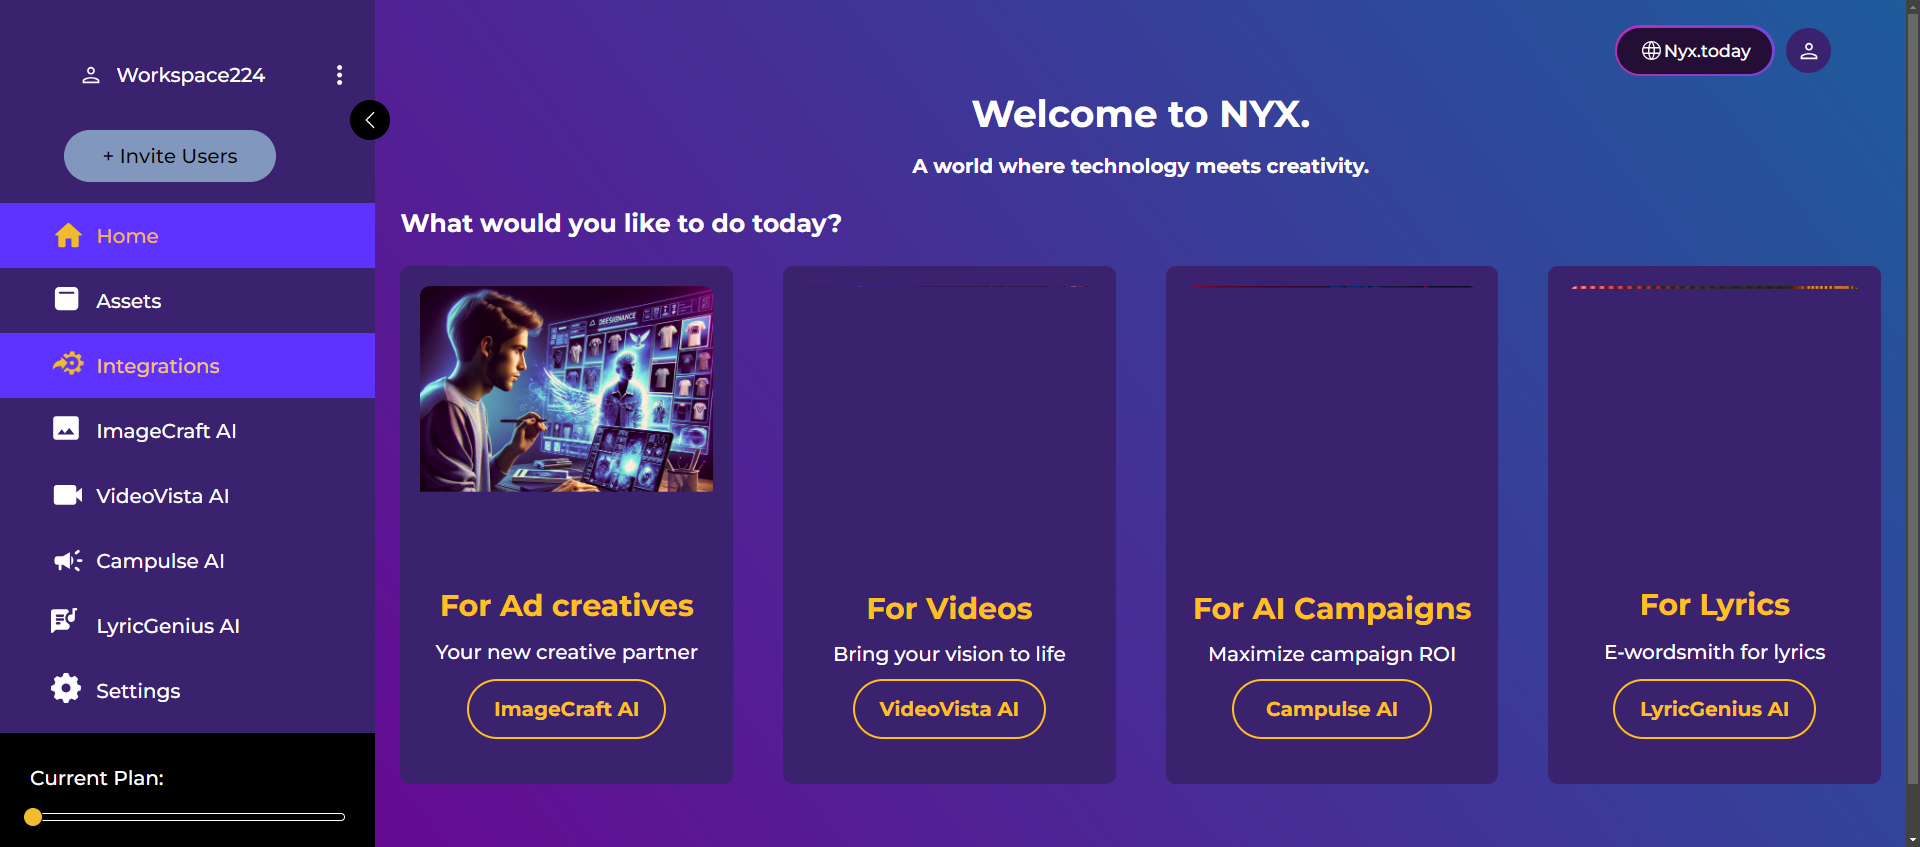 Workspace224
+ Invite Users
Home
Assets
Integrations
ImageCraft AI
VideoVista AI
Campulse AI
LyricGenius AI
Settings
Current Plan:
Nyx.today
Welcome to NYX.
A world where technology meets creativity.
What would you like to do today?
For Ad creatives
Your new creative partner
ImageCraft AI
For Videos
Bring your vision to life
VideoVista AI
For AI Campaigns
Maximize campaign ROI
Campulse AI
For Lyrics
E-wordsmith for lyrics
LyricGenius AI